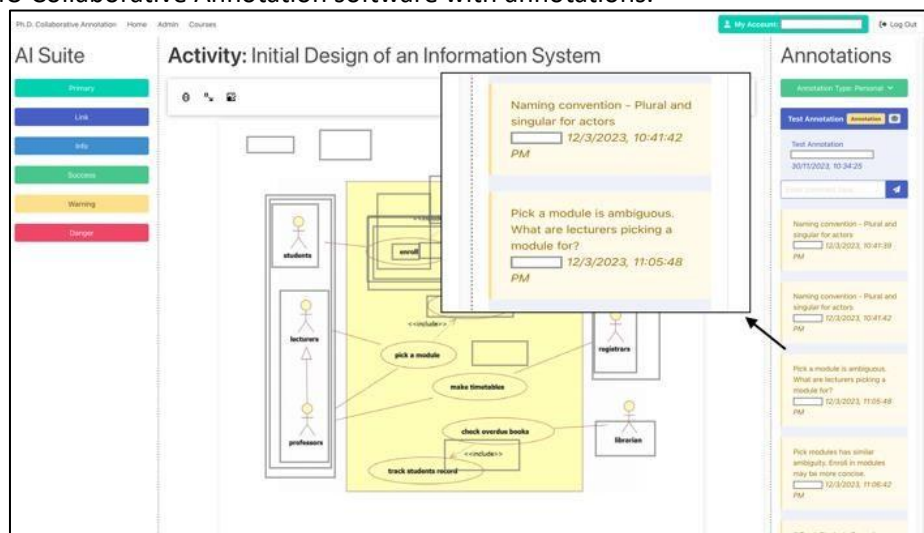 Collaborative Annotation software with annotations.
Ph.D. Collaborative Annotation Home Admin Courses
My Account:
Log Out
AI Suite
Primary
Link
Info
Success
Warning
Danger
Activity: Initial Design of an Information System
students
enroll
lecturers
<<include>>
pick a module
make timetables
registrars
check overdue books
librarian
professors
<<include>>
track students record
Naming convention – Plural and
singular for actors
12/3/2023, 10:41:42
PM
Pick a module is ambiguous.
What are lecturers picking a
module for?
12/3/2023, 11:05:48
PM
Annotations
Annotation Type: Personal
Test Annotation Annotation
Test Annotation
30/11/2023, 10:34:25
Naming convention – Plural and
singular for actors
12/3/2023, 10:41:39
PM
Naming convention – Plural and
singular for actors
12/3/2023, 10:41:42
PM
Pick a module is ambiguous.
What are lecturers picking a
module for?
12/3/2023, 11:05:48
PM
Pick modules has similar
ambiguity. Enroll in modules
may be more concise.
12/3/2023, 11:06:42
PM